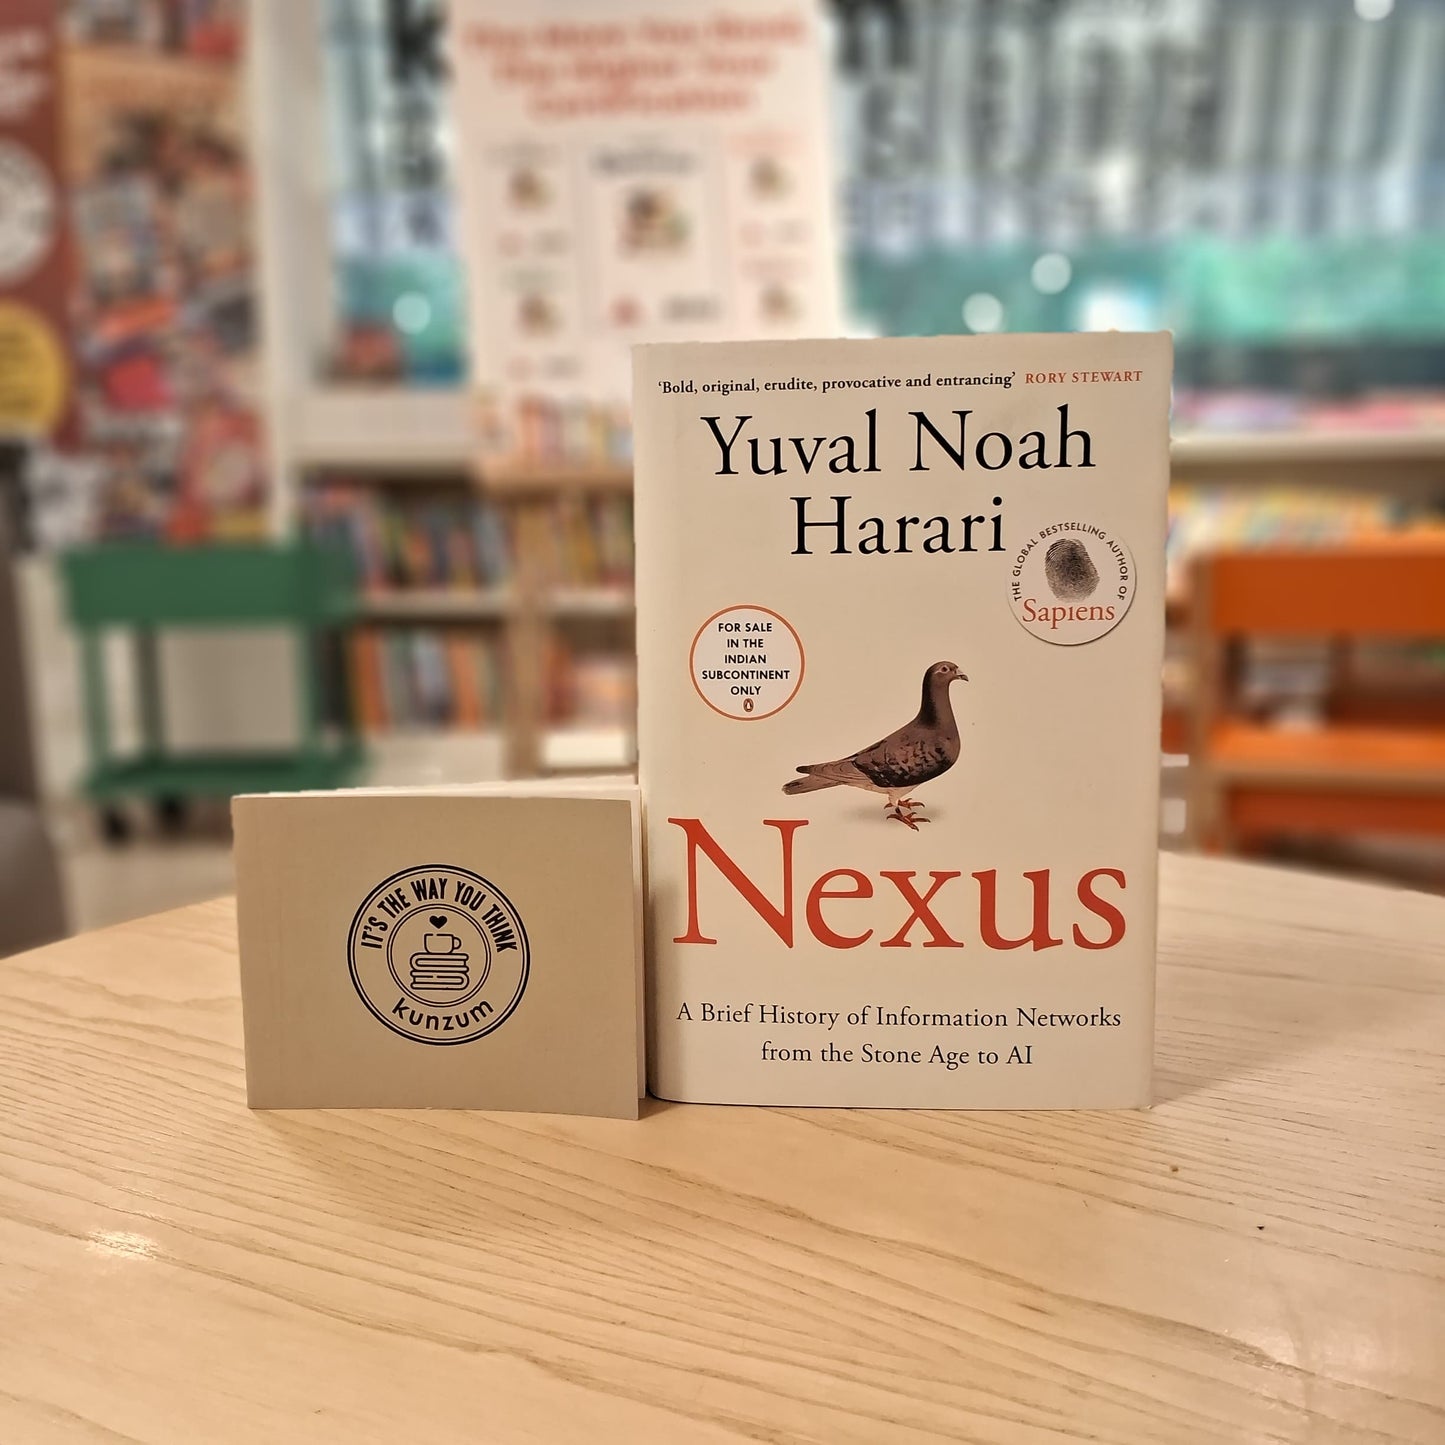 'Bold, original, erudite, provocative and entrancing' RORY STEWART
Yuval Noah
Harari
THE GLOBAL BESTSELLING AUTHOR OF
Sapiens
FOR SALE
IN THE
INDIAN
SUBCONTINENT
ONLY
Nexus
A Brief History of Information Networks
from the Stone Age to AI
IT'S THE WAY YOU THINK
kunzum